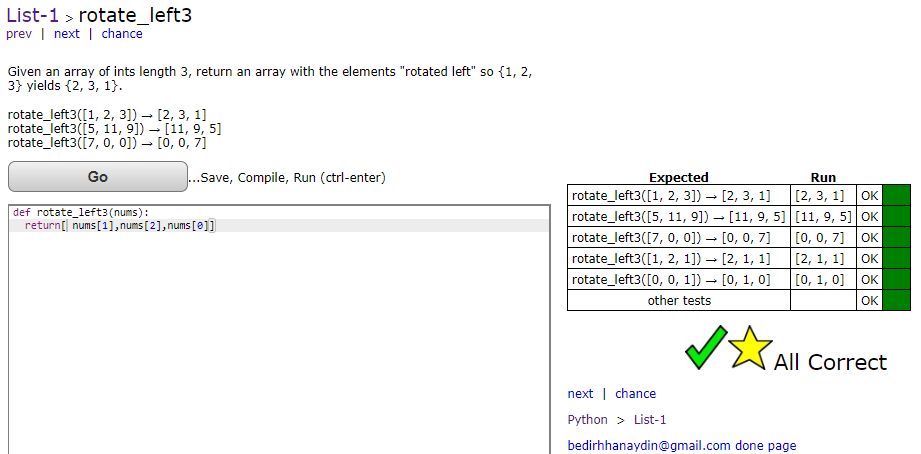 List-1 > rotate_left3
prev | next | chance
Given an array of ints length 3, return an array with the elements "rotated left" so {1, 2,
3} yields {2, 3, 1}.
rotate_left3([1, 2, 3]) → [2, 3, 1]
rotate_left3([5, 11, 9]) → [11, 9, 5]
rotate_left3([7, 0, 0]) → [0, 0, 7]
Go ...Save, Compile, Run (ctrl-enter)
def rotate_left3(nums):
return[ nums[1],nums[2],nums[0]]
Expected Run
rotate_left3([1, 2, 3]) → [2, 3, 1] [2, 3, 1] OK
rotate_left3([5, 11, 9]) → [11, 9, 5] [11, 9, 5] OK
rotate_left3([7, 0, 0]) → [0, 0, 7] [0, 0, 7] OK
rotate_left3([1, 2, 1]) → [2, 1, 1] [2, 1, 1] OK
rotate_left3([0, 0, 1]) → [0, 1, 0] [0, 1, 0] OK
other tests OK
All Correct
next | chance
Python > List-1
bedirhhanaydin@gmail.com done page